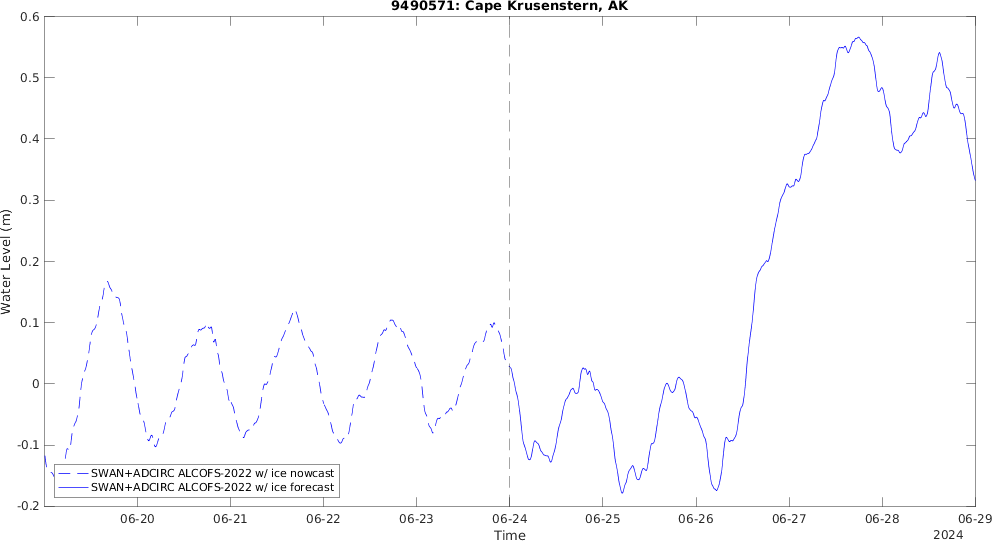 9490571: Cape Krusenstern, AK
0.6
0.5
0.4
0.3
0.2
0.1
0
-0.1
-0.2
Water Level (m)
SWAN+ADCIRC ALCOFS-2022 w/ ice nowcast
SWAN+ADCIRC ALCOFS-2022 w/ ice forecast
06-20 06-21 06-22 06-23 06-24 06-25 06-26 06-27 06-28 06-29
Time
2024